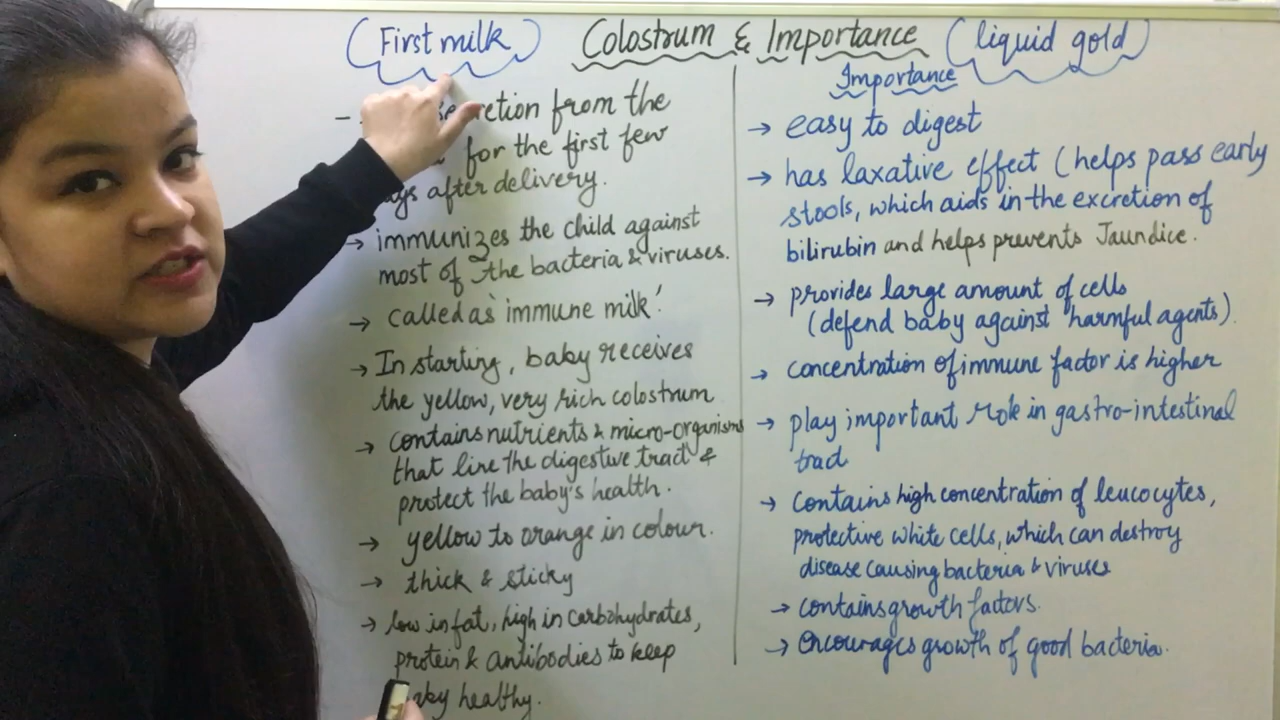 (First milk) Colostrum & Importance (liquid gold)
- retion from the
for the first few
after delivery.
→ immunizes the child against
most of the bacteria & viruses.
→ called as 'immune milk'
→ In starting, baby receives
the yellow, very rich colostrum
→ contains nutrients & micro-organisms
that line the digestive tract &
protect the baby's health.
→ yellow to orange in colour.
→ thick & sticky
→ low in fat, high in carbohydrates,
protein & antibodies to keep
healthy.
Importance
→ easy to digest
→ has laxative effect (helps pass early
stools, which aids in the excretion of
bilirubin and helps prevents Jaundice.
→ provides large amount of cells
(defend baby against harmful agents).
→ concentration of immune factor is higher
→ play important role in gastro-intestinal
tract
→ Contains high concentration of leucocytes,
protective white cells, which can destroy
disease causing bacteria & viruses
→ contains growth factors.
→ encourages growth of good bacteria.